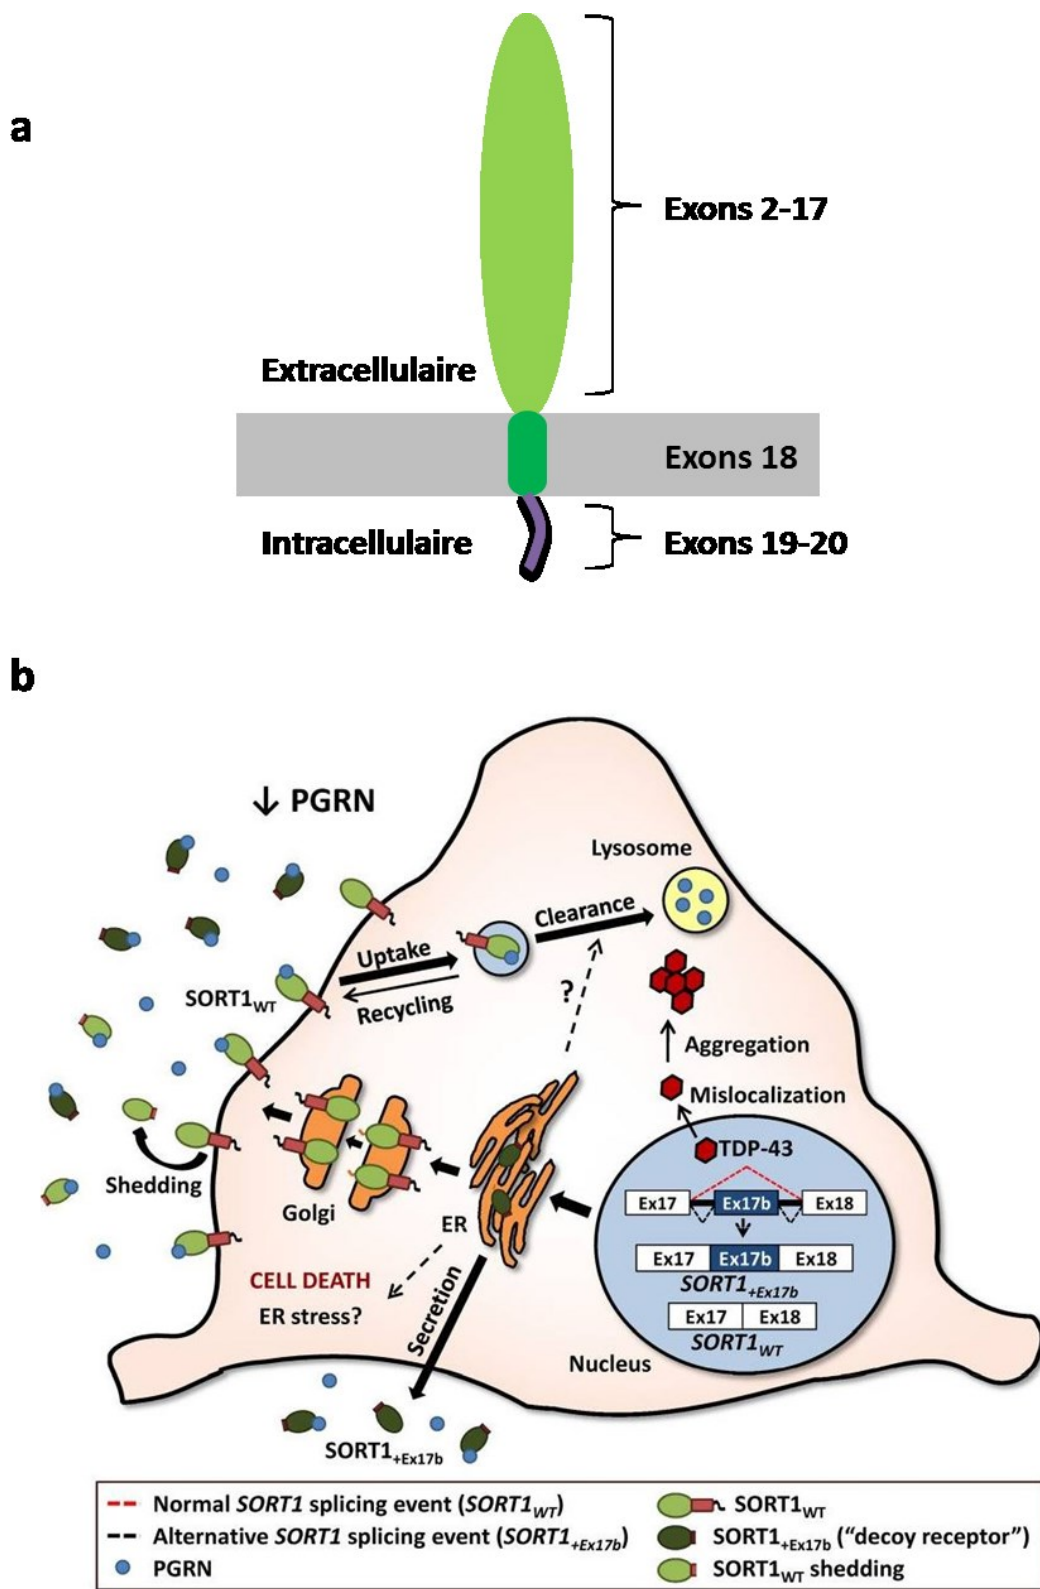 a
Exons 2-17
Extracellulaire
Exons 18
Intracellulaire
Exons 19-20
b
↓ PGRN
Lysosome
Clearance
Uptake
Recycling
SORT1WT
?
Aggregation
Mislocalization
TDP-43
Shedding
Golgi
ER
Ex17 Ex17b Ex18
Ex17 Ex17b Ex18
SORT1+Ex17b
Ex17 Ex18
SORT1WT
CELL DEATH
ER stress?
Secretion
Nucleus
SORT1+Ex17b
Normal SORT1 splicing event (SORT1WT)
Alternative SORT1 splicing event (SORT1+Ex17b)
PGRN
SORT1WT
SORT1+Ex17b (“decoy receptor”)
SORT1WT shedding